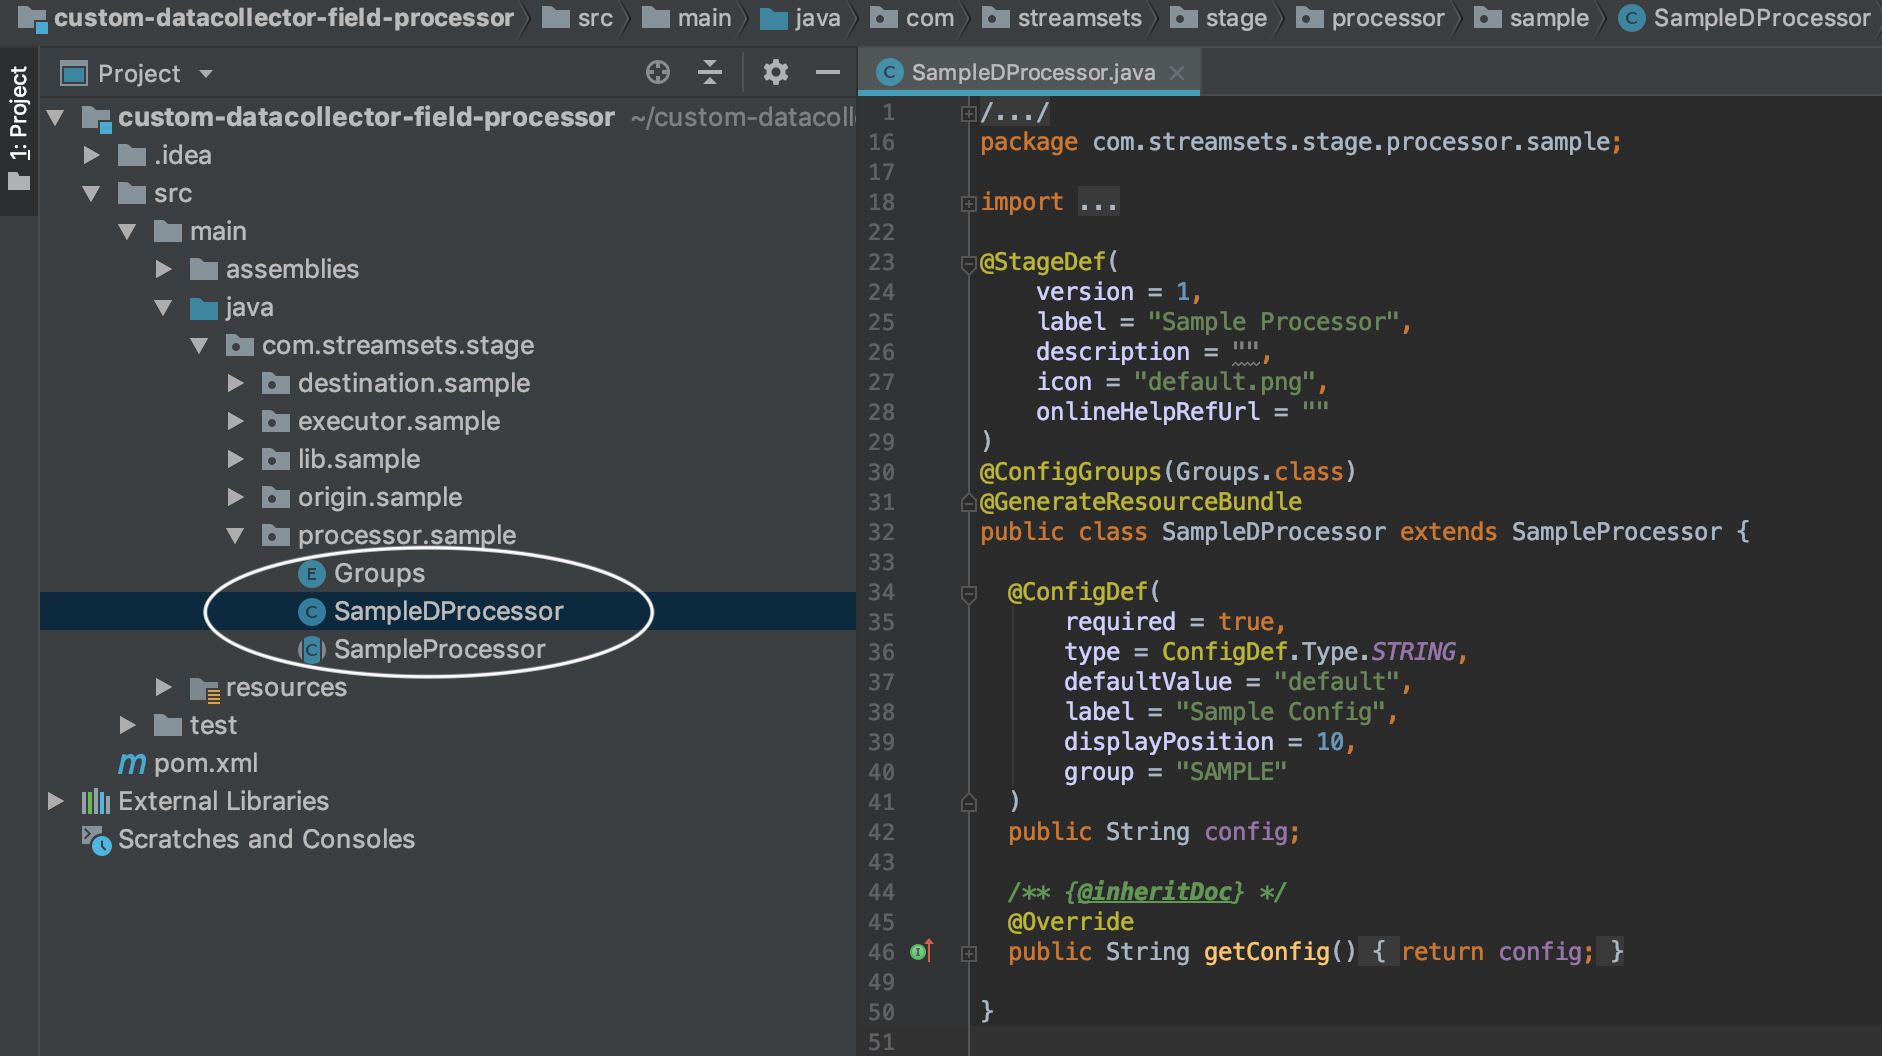 custom-datacollector-field-processor src main java com streamsets stage processor sample SampleDProcessor
1: Project
Project
custom-datacollector-field-processor ~/custom-datacoll
.idea
src
main
assemblies
java
com.streamsets.stage
destination.sample
executor.sample
lib.sample
origin.sample
processor.sample
E Groups
C SampleDProcessor
C SampleProcessor
resources
test
m pom.xml
External Libraries
Scratches and Consoles
C SampleDProcessor.java
1 /.../
16 package com.streamsets.stage.processor.sample;
17
18 import ...
22
23 @StageDef(
24 version = 1,
25 label = "Sample Processor",
26 description = "",
27 icon = "default.png",
28 onlineHelpRefUrl = ""
29 )
30 @ConfigGroups(Groups.class)
31 @GenerateResourceBundle
32 public class SampleDProcessor extends SampleProcessor {
33
34 @ConfigDef(
35 required = true,
36 type = ConfigDef.Type.STRING,
37 defaultValue = "default",
38 label = "Sample Config",
39 displayPosition = 10,
40 group = "SAMPLE"
41 )
42 public String config;
43
44 /** {@inheritDoc} */
45 @Override
46 public String getConfig() { return config; }
49
50 }
51